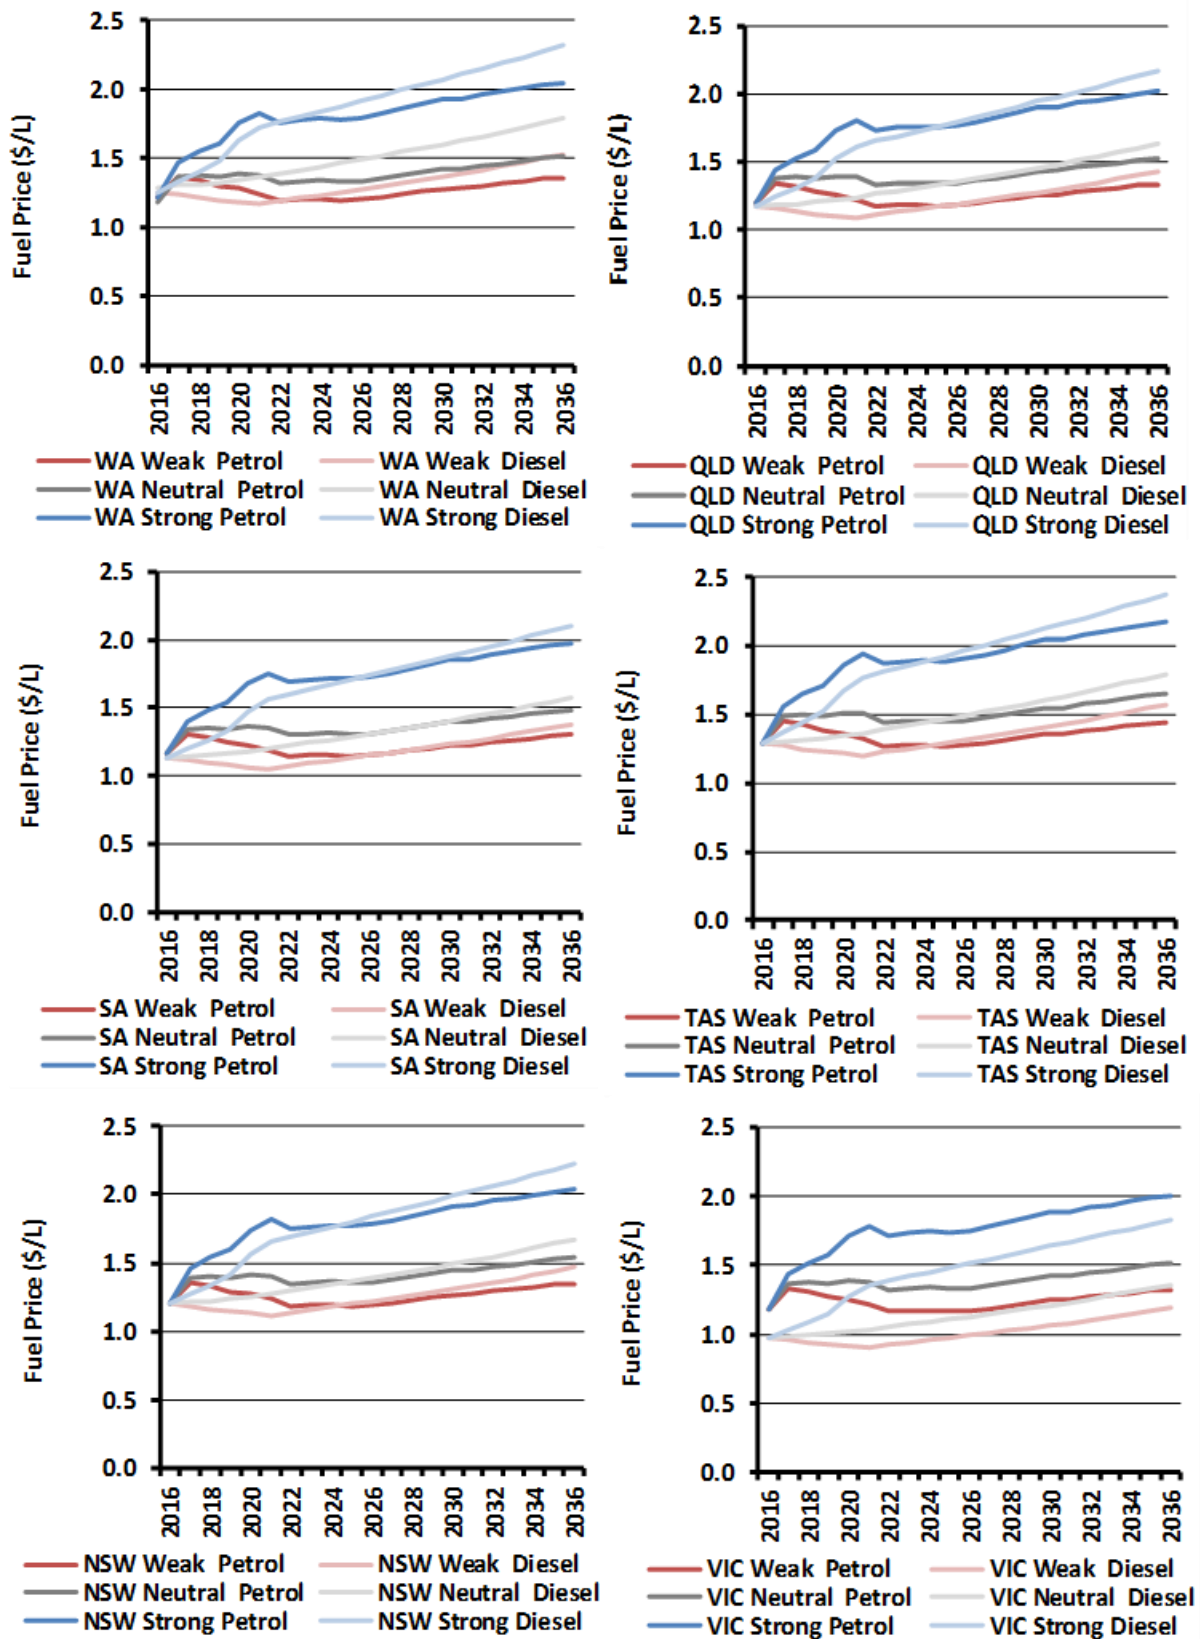 2.5
2.0
1.5
1.0
0.5
0.0
Fuel Price ($/L)
2016 2018 2020 2022 2024 2026 2028 2030 2032 2034 2036
WA Weak Petrol WA Weak Diesel
WA Neutral Petrol WA Neutral Diesel
WA Strong Petrol WA Strong Diesel
2.5
2.0
1.5
1.0
0.5
0.0
Fuel Price ($/L)
2016 2018 2020 2022 2024 2026 2028 2030 2032 2034 2036
QLD Weak Petrol QLD Weak Diesel
QLD Neutral Petrol QLD Neutral Diesel
QLD Strong Petrol QLD Strong Diesel
2.5
2.0
1.5
1.0
0.5
0.0
Fuel Price ($/L)
2016 2018 2020 2022 2024 2026 2028 2030 2032 2034 2036
SA Weak Petrol SA Weak Diesel
SA Neutral Petrol SA Neutral Diesel
SA Strong Petrol SA Strong Diesel
2.5
2.0
1.5
1.0
0.5
0.0
Fuel Price ($/L)
2016 2018 2020 2022 2024 2026 2028 2030 2032 2034 2036
TAS Weak Petrol TAS Weak Diesel
TAS Neutral Petrol TAS Neutral Diesel
TAS Strong Petrol TAS Strong Diesel
2.5
2.0
1.5
1.0
0.5
0.0
Fuel Price ($/L)
2016 2018 2020 2022 2024 2026 2028 2030 2032 2034 2036
NSW Weak Petrol NSW Weak Diesel
NSW Neutral Petrol NSW Neutral Diesel
NSW Strong Petrol NSW Strong Diesel
2.5
2.0
1.5
1.0
0.5
0.0
Fuel Price ($/L)
2016 2018 2020 2022 2024 2026 2028 2030 2032 2034 2036
VIC Weak Petrol VIC Weak Diesel
VIC Neutral Petrol VIC Neutral Diesel
VIC Strong Petrol VIC Strong Diesel